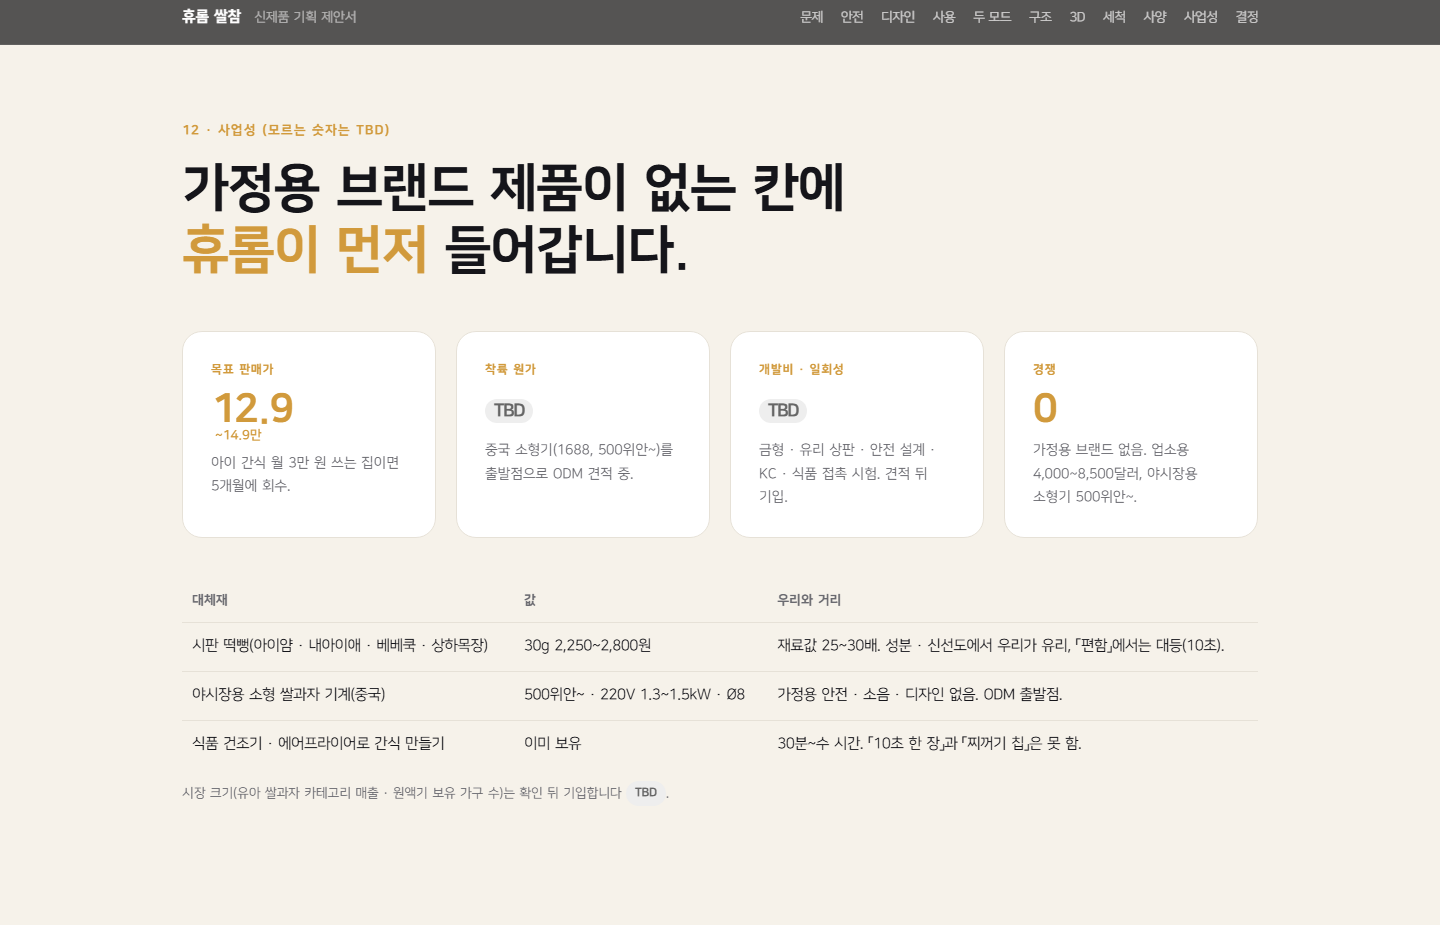 휴롬 쌀참 신제품 기획 제안서 문제 안전 디자인 사용 두 모드 구조 3D 세척 사양 사업성 결정
12 · 사업성 (모르는 숫자는 TBD)
가정용 브랜드 제품이 없는 칸에
휴롬이 먼저 들어갑니다.
목표 판매가
12.9
~14.9만
아이 간식 월 3만 원 쓰는 집이면
5개월에 회수.
착륙 원가
TBD
중국 소형기(1688, 500위안~)를
출발점으로 ODM 견적 중.
개발비 · 일회성
TBD
금형 · 유리 상판 · 안전 설계 ·
KC · 식품 접촉 시험. 견적 뒤
기입.
경쟁
0
가정용 브랜드 없음. 업소용
4,000~8,500달러, 야시장용
소형기 500위안~.
대체재 값 우리와 거리
시판 떡뻥(아이얌 · 내아이애 · 베베쿡 · 상하목장) 30g 2,250~2,800원 재료값 25~30배. 성분 · 신선도에서 우리가 유리, 「편함」에서는 대등(10초).
야시장용 소형 쌀과자 기계(중국) 500위안~ · 220V 1.3~1.5kW · Ø8 가정용 안전 · 소음 · 디자인 없음. ODM 출발점.
식품 건조기 · 에어프라이어로 간식 만들기 이미 보유 30분~수 시간. 「10초 한 장」과 「찌꺼기 칩」은 못 함.
시장 크기(유아 쌀과자 카테고리 매출 · 원액기 보유 가구 수)는 확인 뒤 기입합니다 TBD.